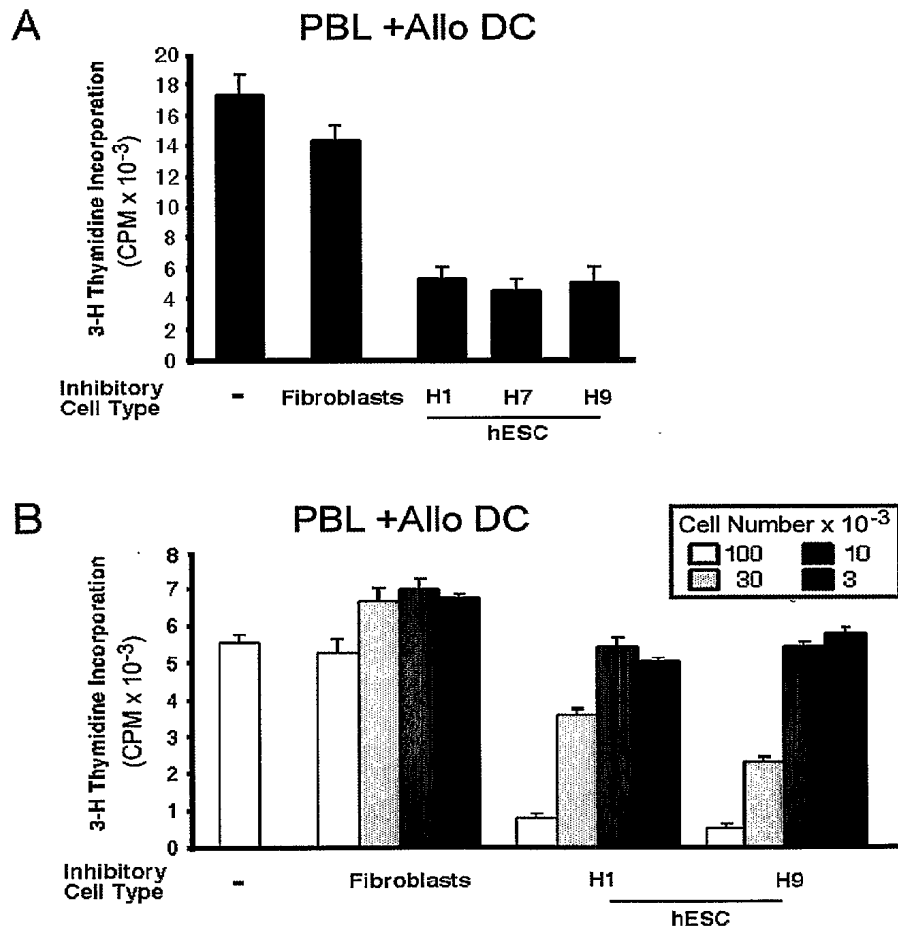 A
PBL +Allo DC
3-H Thymidine Incorporation
(CPM x 10-3)
20
18
16
14
12
10
8
6
4
2
0
Inhibitory
Cell Type
-
Fibroblasts
H1
H7
H9
hESC
B
PBL +Allo DC
Cell Number x 10-3
100
10
30
3
3-H Thymidine Incorporation
(CPM x 10-3)
8
7
6
5
4
3
2
1
0
Inhibitory
Cell Type
-
Fibroblasts
H1
H9
hESC